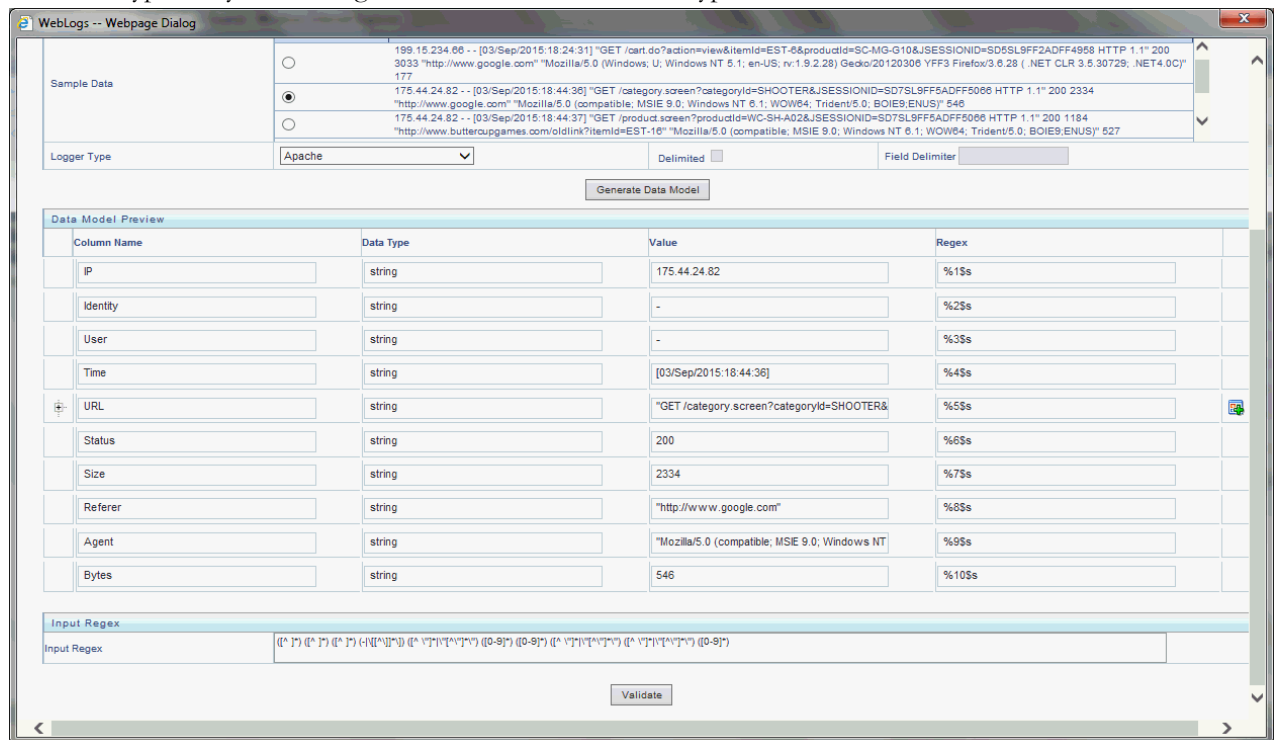 WebLogs -- Webpage Dialog
199.15.234.66 - - [03/Sep/2015:18:24:31] "GET /cart.do?action=view&itemId=EST-6&productId=SC-MG-G10&JSESSIONID=SD5SL9FF2ADFF4958 HTTP 1.1" 200
3033 "http://www.google.com" "Mozilla/5.0 (Windows; U; Windows NT 5.1; en-US; rv:1.9.2.28) Gecko/20120306 YFF3 Firefox/3.6.28 ( .NET CLR 3.5.30729; .NET4.0C)"
177
Sample Data
175.44.24.82 - - [03/Sep/2015:18:44:36] "GET /category.screen?categoryId=SHOOTER&JSESSIONID=SD7SL9FF5ADFF5066 HTTP 1.1" 200 2334
"http://www.google.com" "Mozilla/5.0 (compatible; MSIE 9.0; Windows NT 6.1; WOW64; Trident/5.0; BOIE9;ENUS)" 546
175.44.24.82 - - [03/Sep/2015:18:44:37] "GET /product.screen?productId=WC-SH-A02&JSESSIONID=SD7SL9FF5ADFF5066 HTTP 1.1" 200 1184
"http://www.buttercupgames.com/oldlink?itemId=EST-16" "Mozilla/5.0 (compatible; MSIE 9.0; Windows NT 6.1; WOW64; Trident/5.0; BOIE9;ENUS)" 527
Logger Type Apache Delimited Field Delimiter
Generate Data Model
Data Model Preview
Column Name Data Type Value Regex
IP string 175.44.24.82 %1$s
Identity string - %2$s
User string - %3$s
Time string [03/Sep/2015:18:44:36] %4$s
URL string "GET /category.screen?categoryId=SHOOTER& %5$s
Status string 200 %6$s
Size string 2334 %7$s
Referer string "http://www.google.com" %8$s
Agent string "Mozilla/5.0 (compatible; MSIE 9.0; Windows NT %9$s
Bytes string 546 %10$s
Input Regex
Input Regex ([^ ]*) ([^ ]*) ([^ ]*) (-|\[[^\]]*\]) ([^ \"]*|\"[^\"]*\") ([0-9]*) ([0-9]*) ([^ \"]*|\"[^\"]*\") ([^ \"]*|\"[^\"]*\") ([0-9]*)
Validate